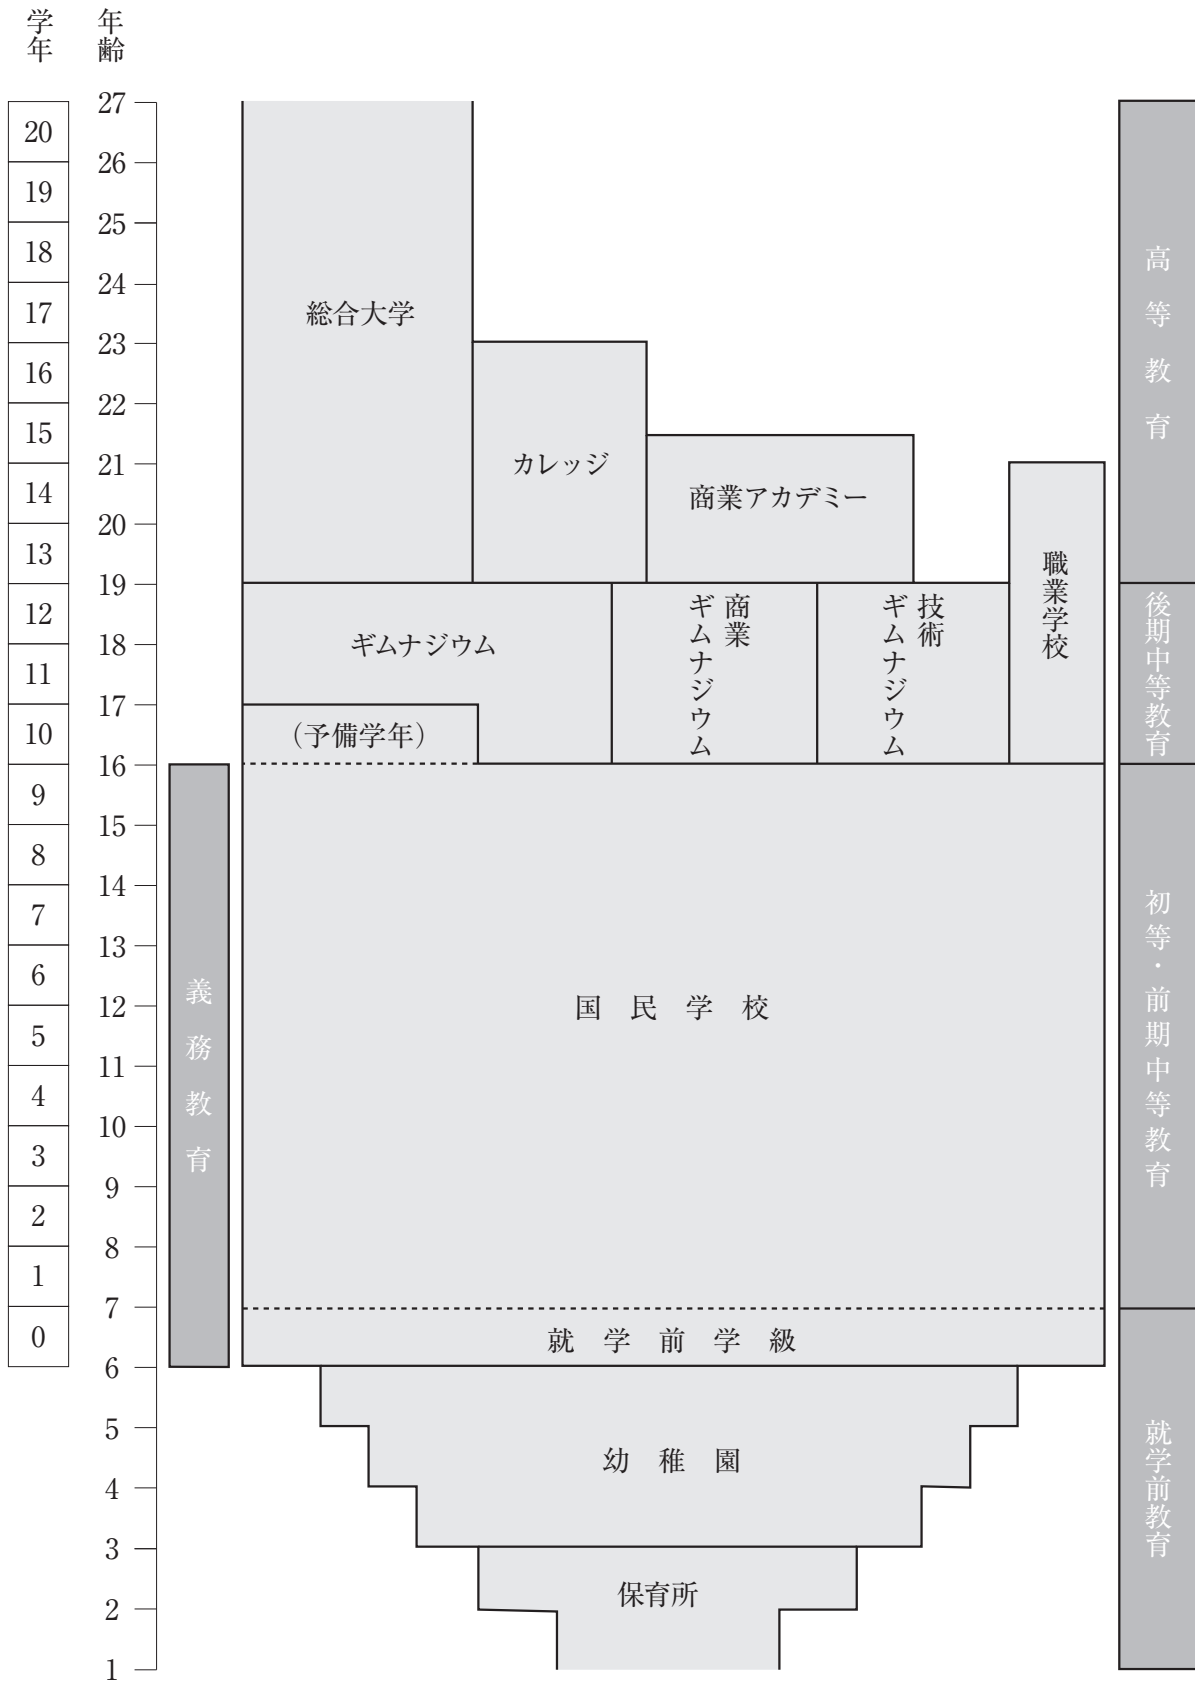 学年
年齢
27
20
26
19
25
18
24
17
23
16
22
15
21
14
20
13
19
12
18
11
17
10
16
9
15
8
14
7
13
6
12
5
11
4
10
3
9
2
8
1
7
0
6
5
4
3
2
1
義務教育
総合大学
カレッジ
商業アカデミー
職業学校
ギムナジウム
商業
ギムナジウム
技術
ギムナジウム
(予備学年)
国民学校
就学前学級
幼稚園
保育所
高等教育
後期中等教育
初等・前期中等教育
就学前教育